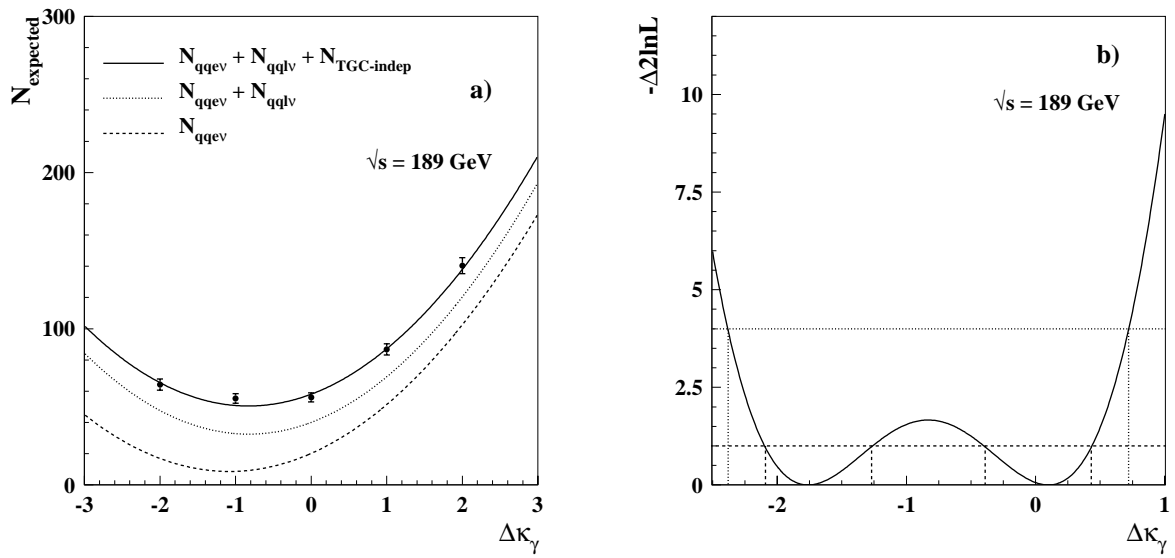 N_expected
300
200
100
0
N_qqeν + N_qqlν + N_TGC-indep
N_qqeν + N_qqlν
N_qqeν
a)
√s = 189 GeV
-3 -2 -1 0 1 2 3
Δκ_γ
-Δ2lnL
10
7.5
5
2.5
0
b)
√s = 189 GeV
-2 -1 0 1
Δκ_γ